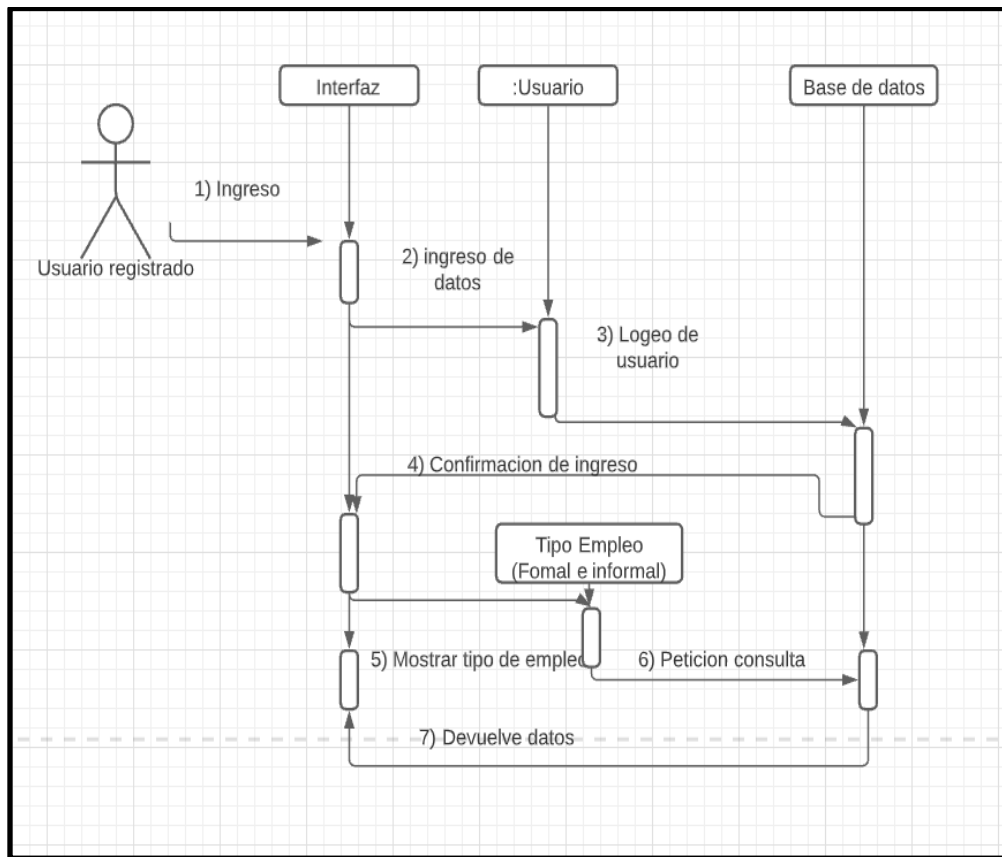 Interfaz
:Usuario
Base de datos
1) Ingreso
Usuario registrado
2) ingreso de
datos
3) Logeo de
usuario
4) Confirmacion de ingreso
Tipo Empleo
(Fomal e informal)
5) Mostrar tipo de empleo
6) Peticion consulta
7) Devuelve datos